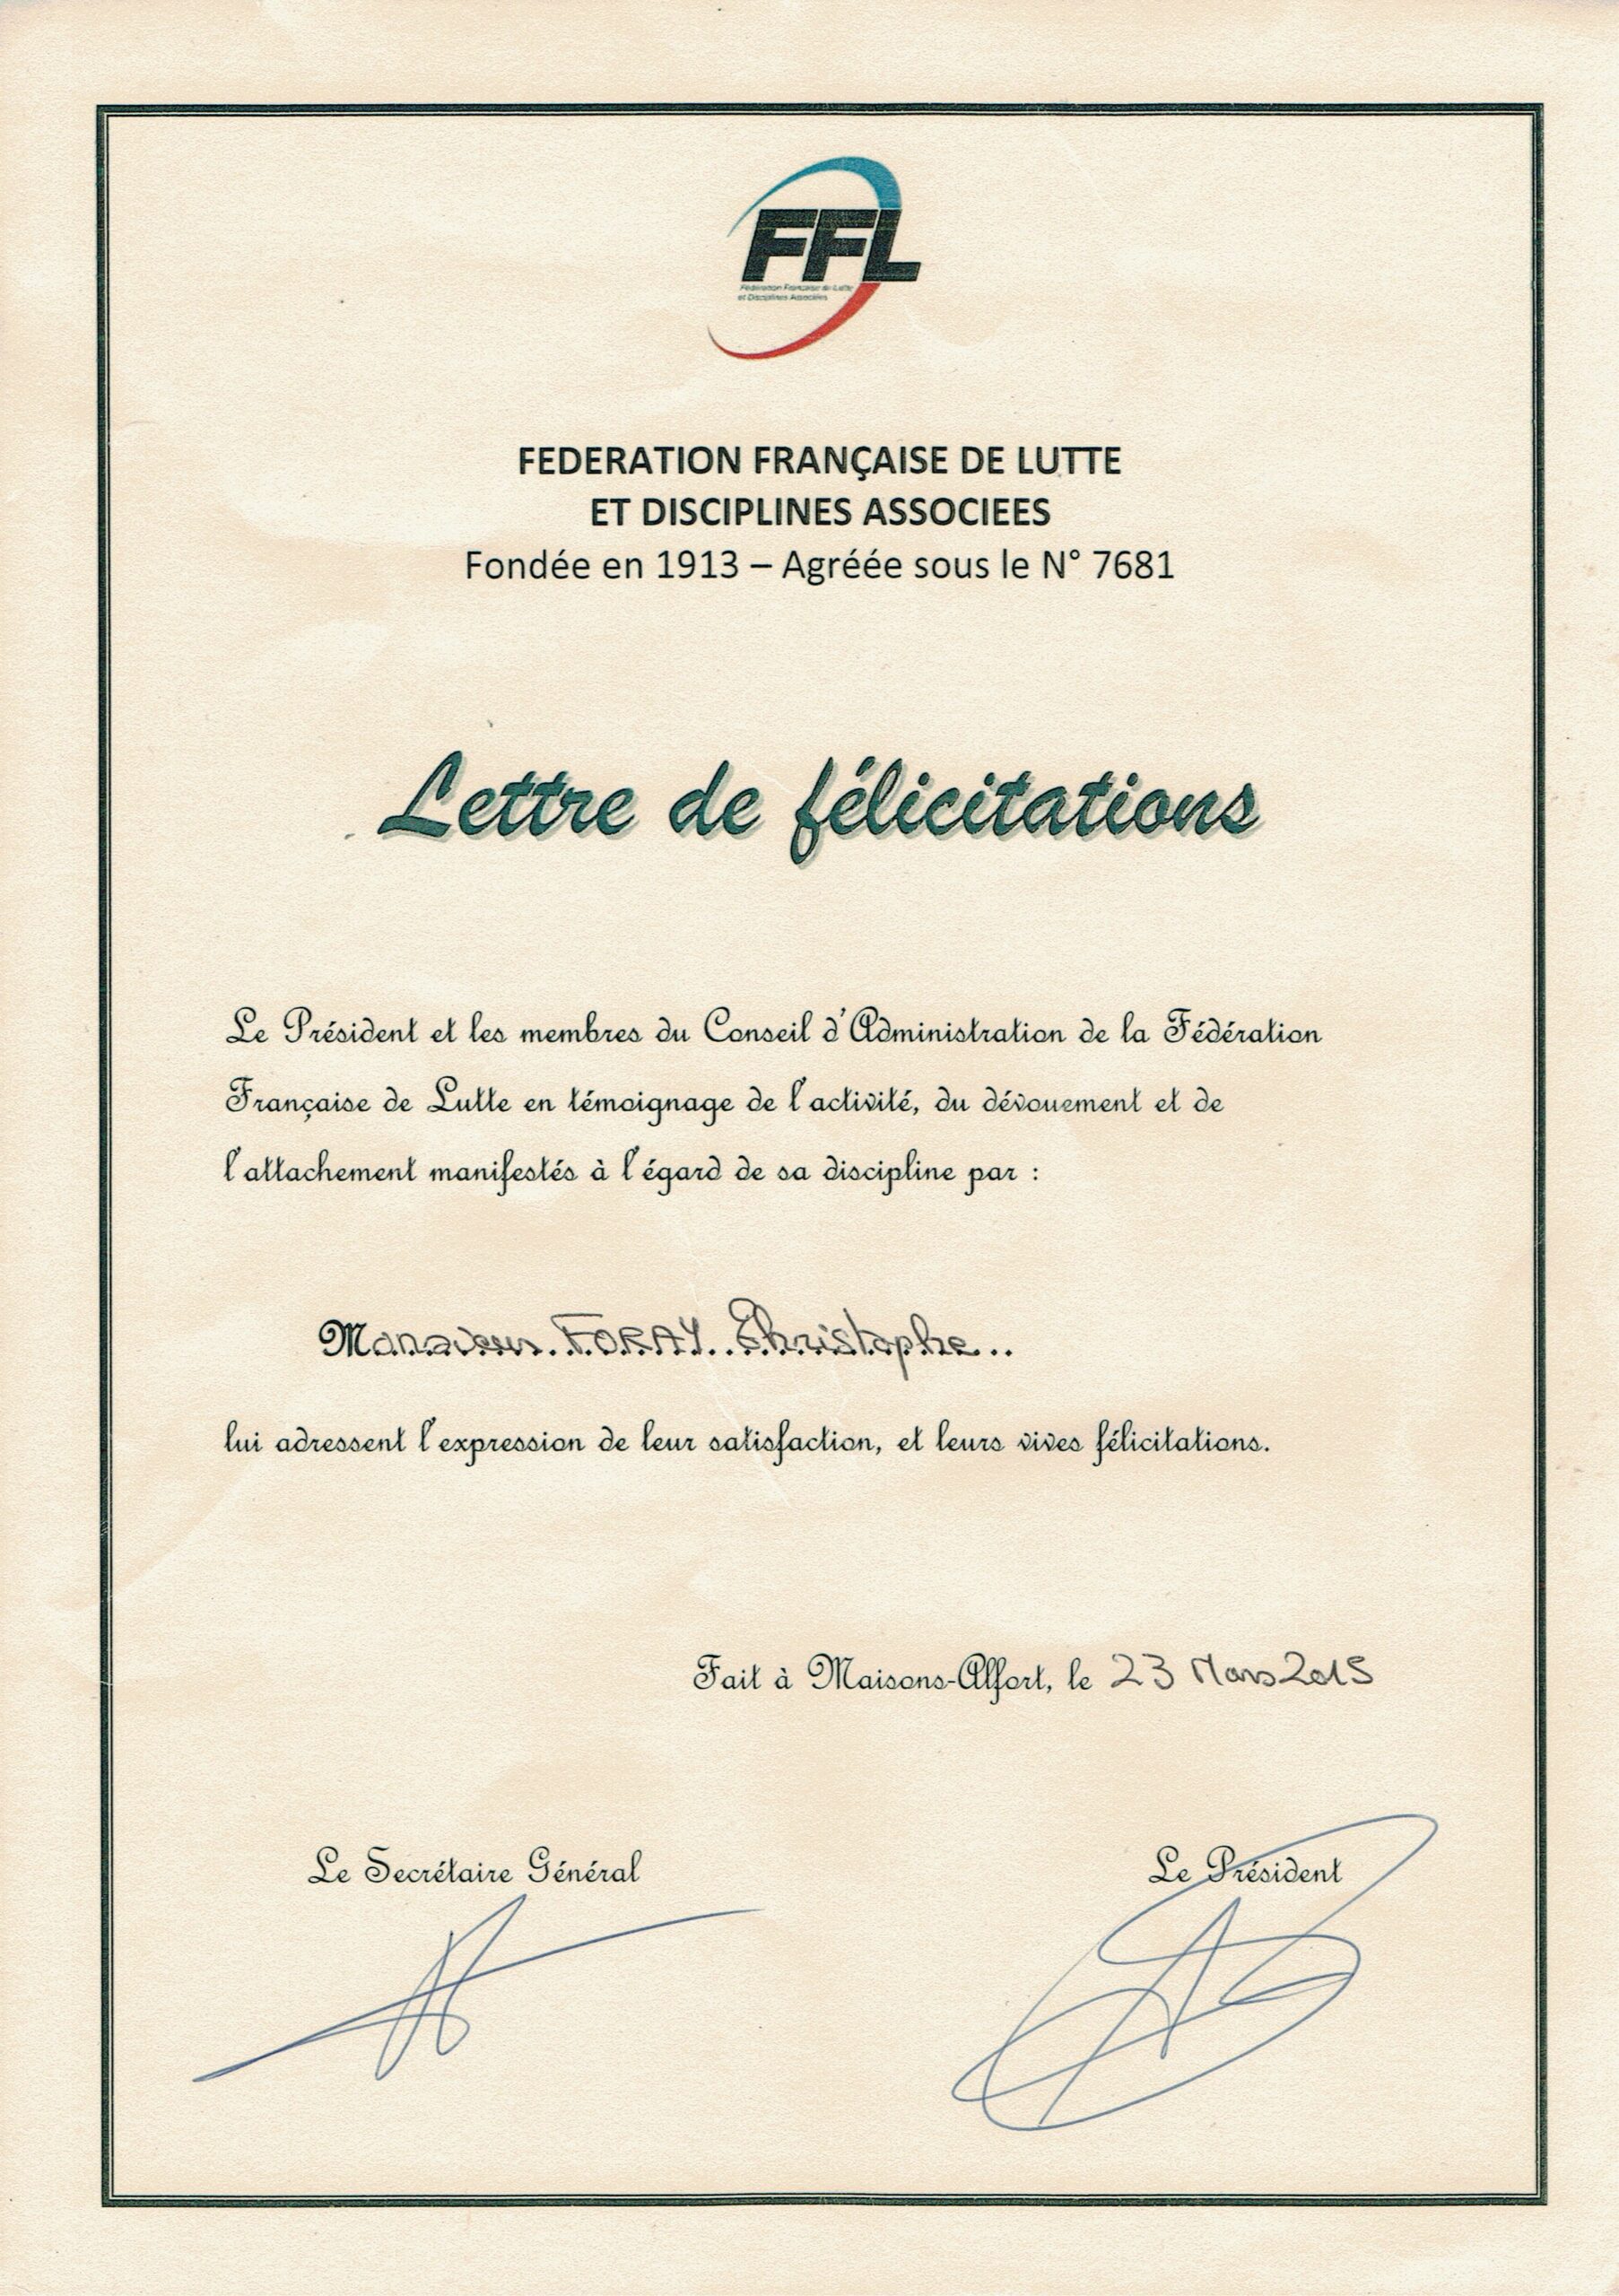 FFL
Fédération Française de Lutte
et Disciplines Associées
FEDERATION FRANÇAISE DE LUTTE
ET DISCIPLINES ASSOCIEES
Fondée en 1913 – Agréée sous le N° 7681
Lettre de félicitations
Le Président et les membres du Conseil d'Administration de la Fédération
Française de Lutte en témoignage de l'activité, du dévouement et de
l'attachement manifestés à l'égard de sa discipline par :
Monsieur FORAY Christophe
lui adressent l'expression de leur satisfaction, et leurs vives félicitations.
Fait à Maisons-Alfort, le 23 Mars 2015
Le Secrétaire Général Le Président